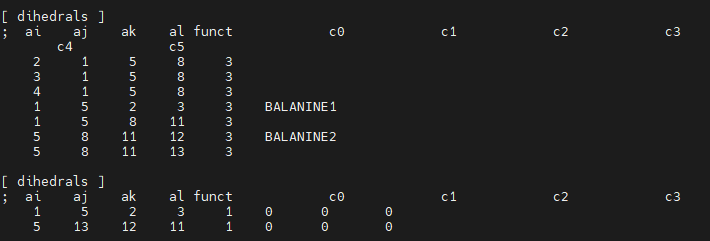 [ dihedrals ]
;  ai    aj    ak    al funct            c0            c1            c2            c3
       c4            c5
    2     1     5     8     3
    3     1     5     8     3
    4     1     5     8     3
    1     5     2     3     3    BALANINE1
    1     5     8    11     3
    5     8    11    12     3    BALANINE2
    5     8    11    13     3
[ dihedrals ]
;  ai    aj    ak    al funct            c0            c1            c2            c3
    1     5     2     3     1    0      0       0
    5    13    12    11     1    0      0       0